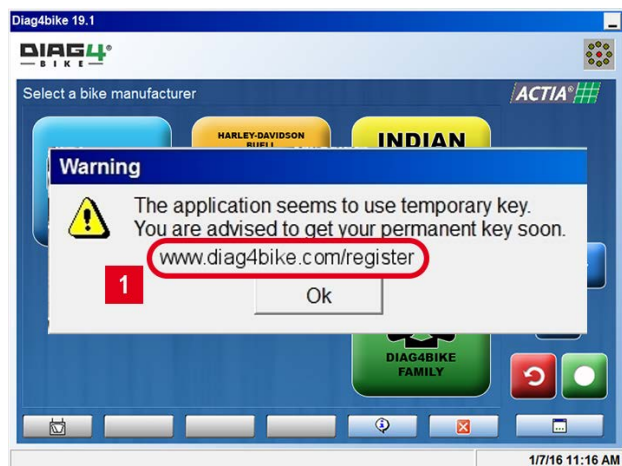 Diag4bike 19.1
DIAG4®
BIKE
Select a bike manufacturer
ACTIA®
HARLEY-DAVIDSON
BUELL
INDIAN
Warning
The application seems to use temporary key.
You are advised to get your permanent key soon.
www.diag4bike.com/register
1
Ok
DIAG4BIKE
FAMILY
1/7/16 11:16 AM